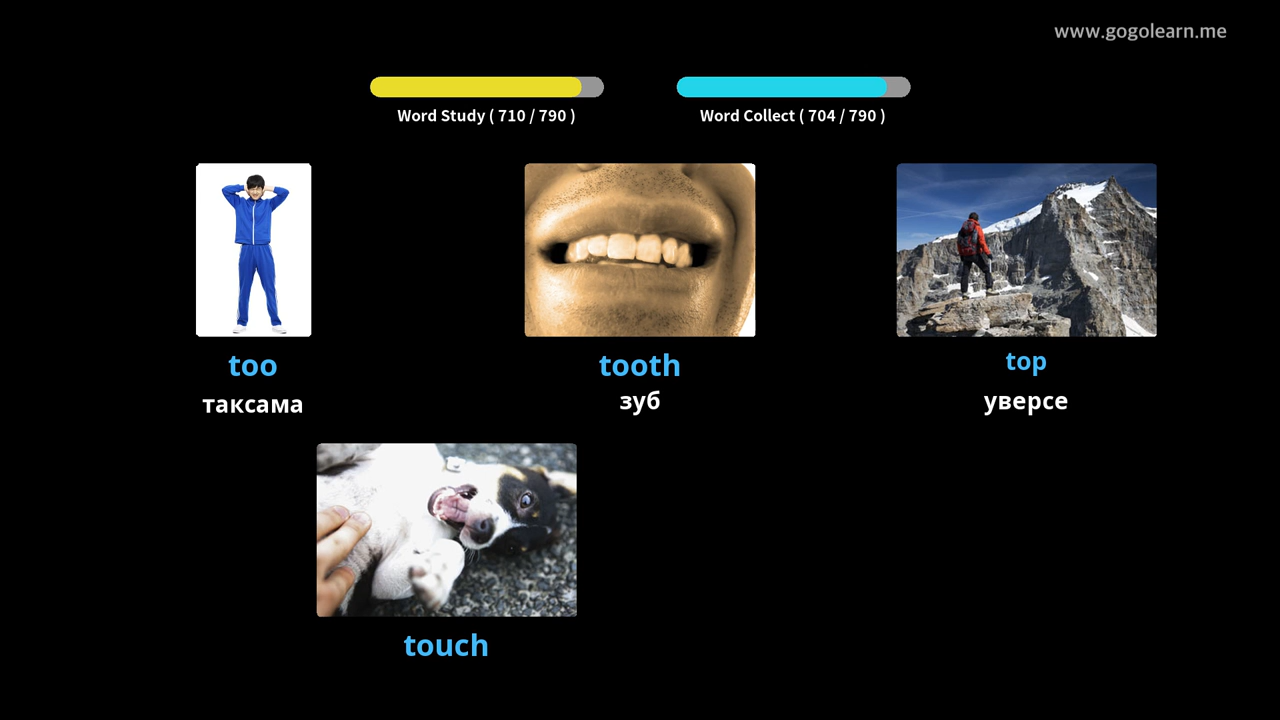 www.gogolearn.me
Word Study ( 710 / 790 )
Word Collect ( 704 / 790 )
too
tooth
top
таксама
зуб
уверсе
touch